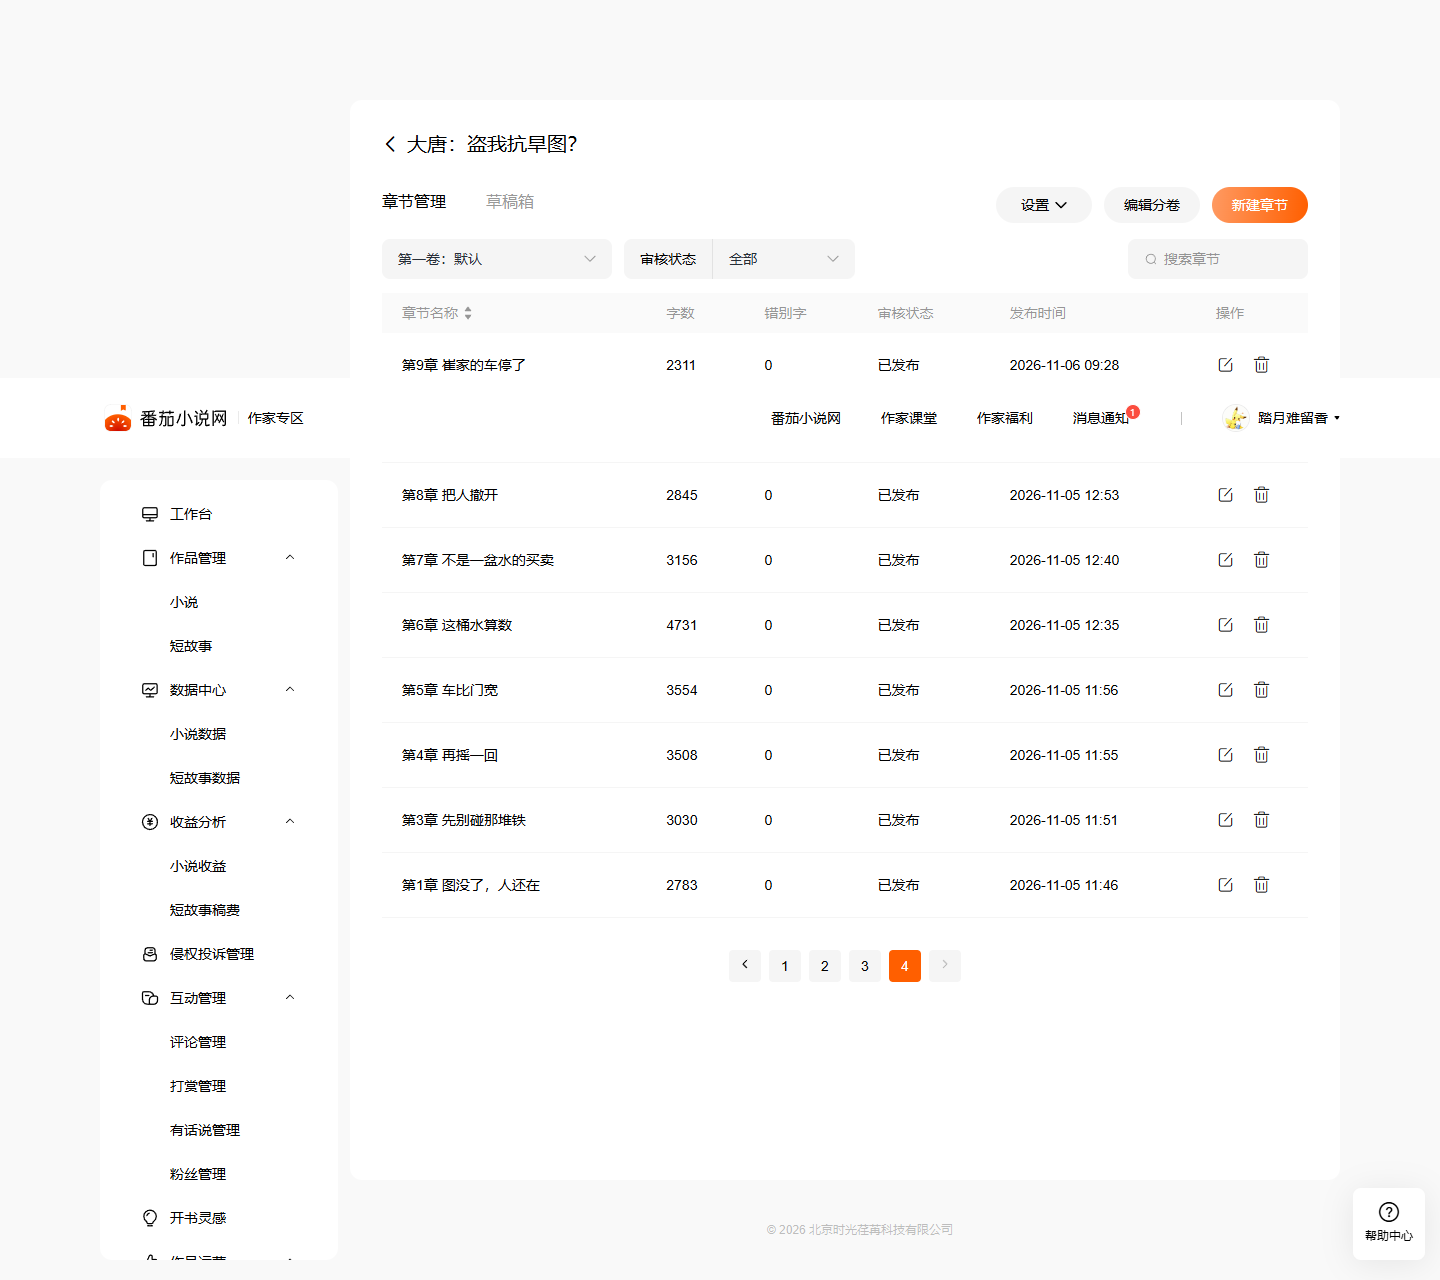 大唐：盗我抗旱图？
章节管理 草稿箱 设置 编辑分卷 新建章节
第一卷：默认 审核状态 全部 搜索章节
章节名称 字数 错别字 审核状态 发布时间 操作
第9章 崔家的车停了 2311 0 已发布 2026-11-06 09:28
番茄小说网 作家专区 番茄小说网 作家课堂 作家福利 消息通知 1 踏月难留香
第8章 把人撤开 2845 0 已发布 2026-11-05 12:53
第7章 不是一盆水的买卖 3156 0 已发布 2026-11-05 12:40
第6章 这桶水算数 4731 0 已发布 2026-11-05 12:35
第5章 车比门宽 3554 0 已发布 2026-11-05 11:56
第4章 再摇一回 3508 0 已发布 2026-11-05 11:55
第3章 先别碰那堆铁 3030 0 已发布 2026-11-05 11:51
第1章 图没了，人还在 2783 0 已发布 2026-11-05 11:46
1 2 3 4
工作台
作品管理
小说
短故事
数据中心
小说数据
短故事数据
收益分析
小说收益
短故事稿费
侵权投诉管理
互动管理
评论管理
打赏管理
有话说管理
粉丝管理
开书灵感
© 2026 北京时光荏苒科技有限公司
帮助中心